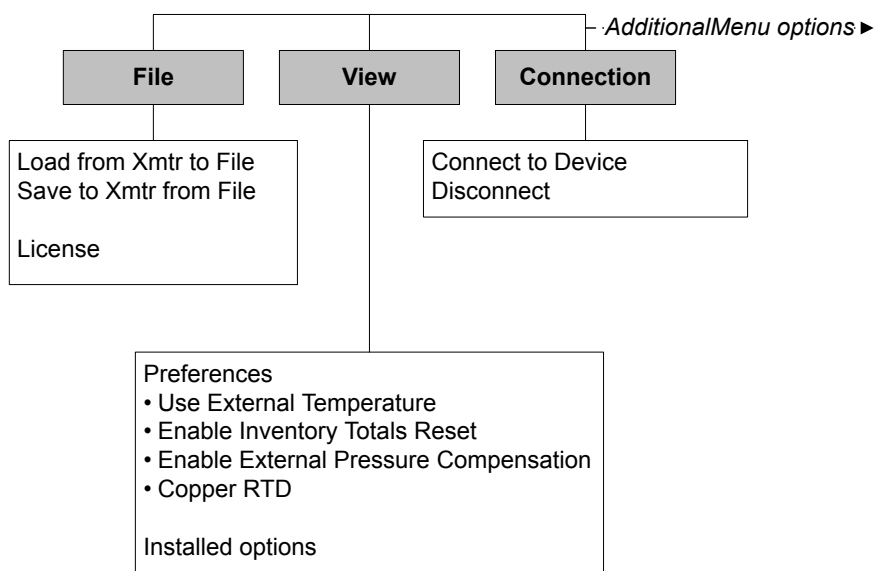 AdditionalMenu options ►
File
View
Connection
Load from Xmtr to File
Save to Xmtr from File
License
Connect to Device
Disconnect
Preferences
• Use External Temperature
• Enable Inventory Totals Reset
• Enable External Pressure Compensation
• Copper RTD
Installed options